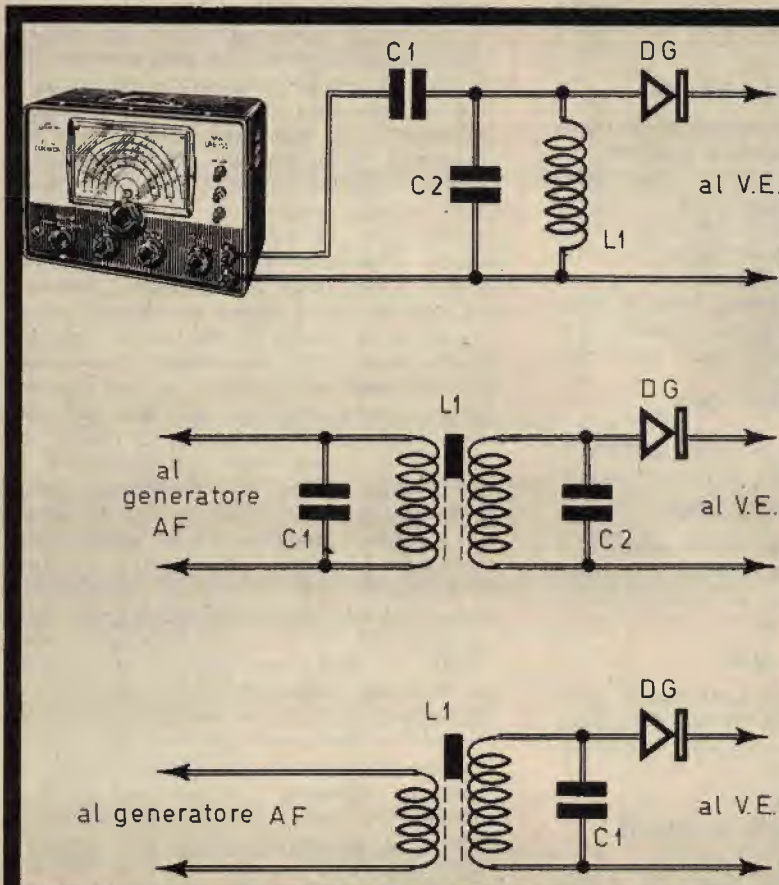 C1
DG
C2
L1
al V.E.
L1
DG
al
generatore
AF
C1
C2
al V.E.
L1
DG
al generatore AF
C1
al V.E.